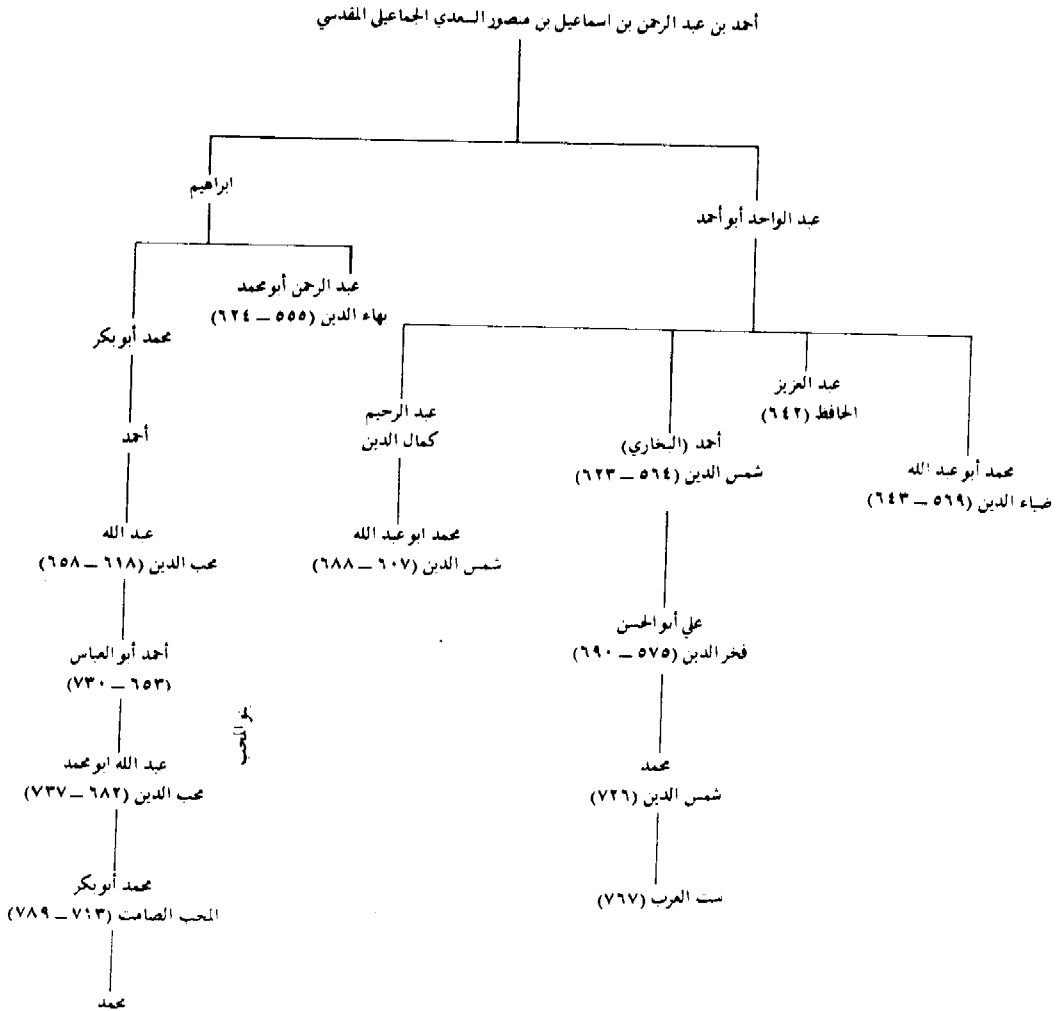 أحمد بن عبد الرحمن بن اسماعيل بن منصور السعدي الجماعيلي المقدسي
عبد الواحد أبو أحمد
ابراهيم
محمد أبو عبد الله
ضياء الدين (٥٦٩ – ٦٤٣)
عبد العزيز
الحافظ (٦٤٢)
أحمد (البخاري)
شمس الدين (٥٦٤ – ٦٢٣)
علي أبو الحسن
فخر الدين (٥٧٥ – ٦٩٠)
محمد
شمس الدين (٧٢٦)
ست العرب (٧٦٧)
عبد الرحيم
كمال الدين
محمد ابو عبد الله
شمس الدين (٦٠٧ – ٦٨٨)
عبد الرحمن أبو محمد
بهاء الدين (٥٥٥ – ٦٢٤)
محمد أبو بكر
أحمد
عبد الله
محب الدين (٦١٨ – ٦٥٨)
أحمد أبو العباس
(٦٥٣ – ٧٣٠)
بنو المحب
عبد الله ابو محمد
محب الدين (٦٨٢ – ٧٣٧)
محمد أبو بكر
المحب الصامت (٧١٣ – ٧٨٩)
محمد